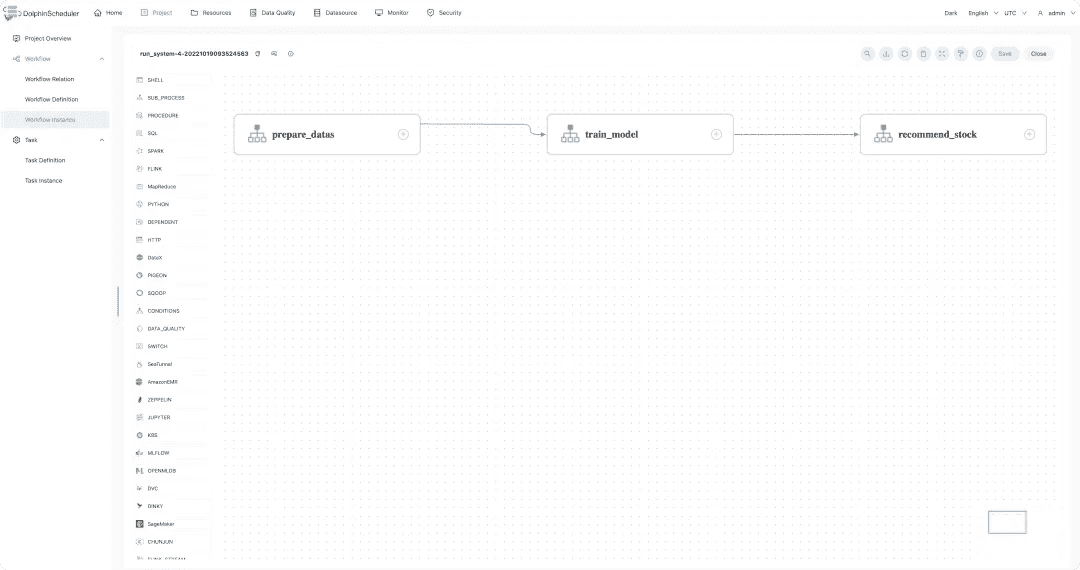 DolphinScheduler
Home
Project
Resources
Data Quality
Datasource
Monitor
Security
Dark
English
UTC
admin
Project Overview
Workflow
Workflow Relation
Workflow Definition
Workflow Instance
Task
Task Definition
Task Instance
run_system-4-20221019093524563
Save
Close
SHELL
SUB_PROCESS
PROCEDURE
SQL
SPARK
FLINK
MapReduce
PYTHON
DEPENDENT
HTTP
DataX
PIGEON
SQOOP
CONDITIONS
DATA_QUALITY
SWITCH
SeaTunnel
AmazonEMR
ZEPPELIN
JUPYTER
K8S
MLFLOW
OPENMLDB
DVC
DINKY
SageMaker
CHUNJUN
FLINK_STREAM
prepare_datas
train_model
recommend_stock